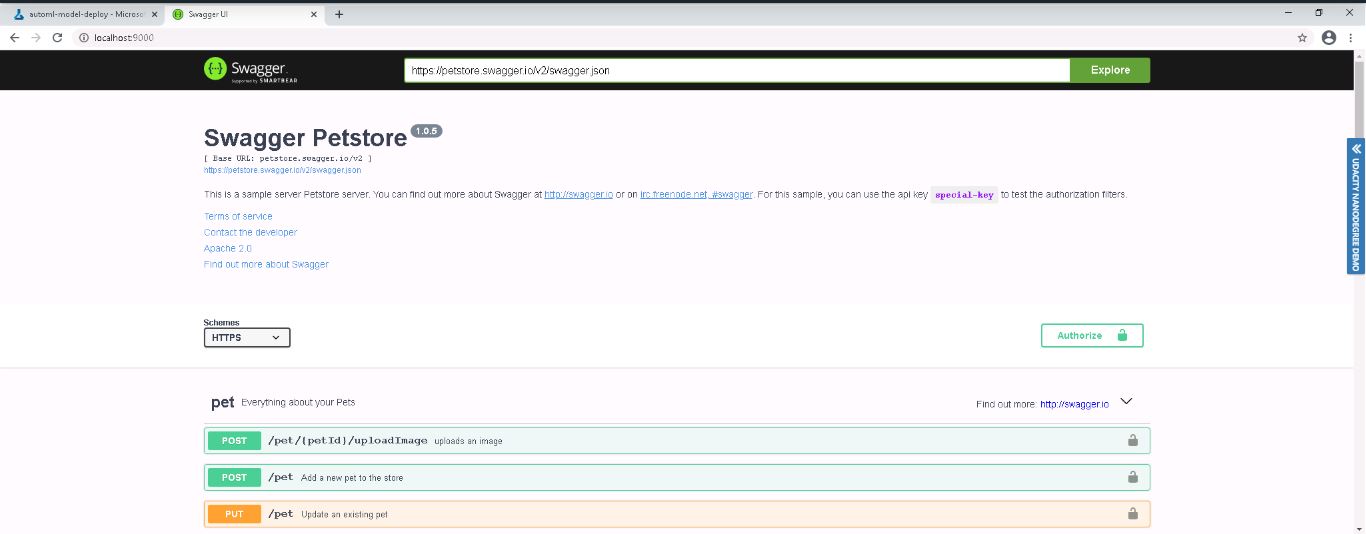 automl-model-deploy - Microsof
Swagger UI
localhost:9000
Swagger
Supported by SMARTBEAR
https://petstore.swagger.io/v2/swagger.json
Explore
Swagger Petstore 1.0.5
[ Base URL: petstore.swagger.io/v2 ]
https://petstore.swagger.io/v2/swagger.json
This is a sample server Petstore server. You can find out more about Swagger at http://swagger.io or on irc.freenode.net, #swagger. For this sample, you can use the api key special-key to test the authorization filters.
Terms of service
Contact the developer
Apache 2.0
Find out more about Swagger
UDACITY NANODEGREE DEMO
Schemes
HTTPS
Authorize
pet Everything about your Pets
Find out more: http://swagger.io
POST /pet/{petId}/uploadImage uploads an image
POST /pet Add a new pet to the store
PUT /pet Update an existing pet